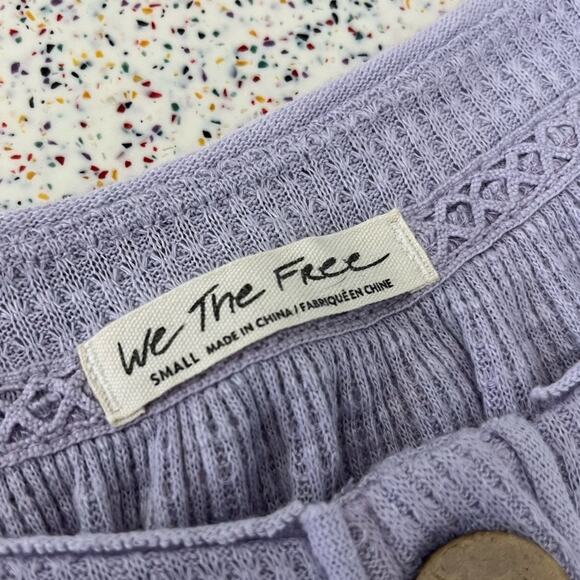 We The Free
SMALL MADE IN CHINA / FABRIQUÉ EN CHINE